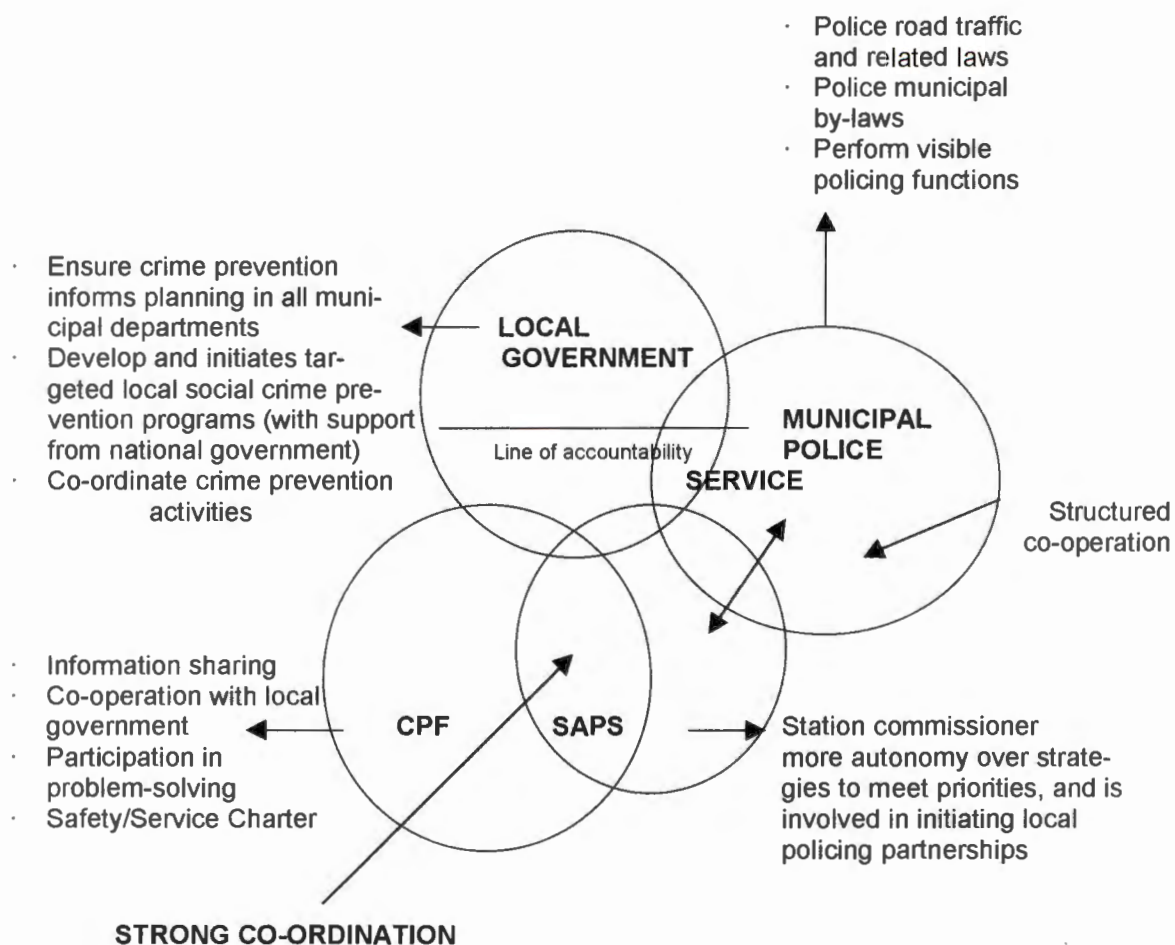 · Police road traffic
and related laws
· Police municipal
by-laws
· Perform visible
policing functions
· Ensure crime prevention
informs planning in all muni-
cipal departments
· Develop and initiates tar-
geted local social crime pre-
vention programs (with support
from national government)
· Co-ordinate crime prevention
activities
LOCAL
GOVERNMENT
Line of accountability
MUNICIPAL
POLICE
SERVICE
Structured
co-operation
· Information sharing
· Co-operation with local
government
· Participation in
problem-solving
· Safety/Service Charter
CPF
SAPS
Station commissioner
more autonomy over strate-
gies to meet priorities, and is
involved in initiating local
policing partnerships
STRONG CO-ORDINATION